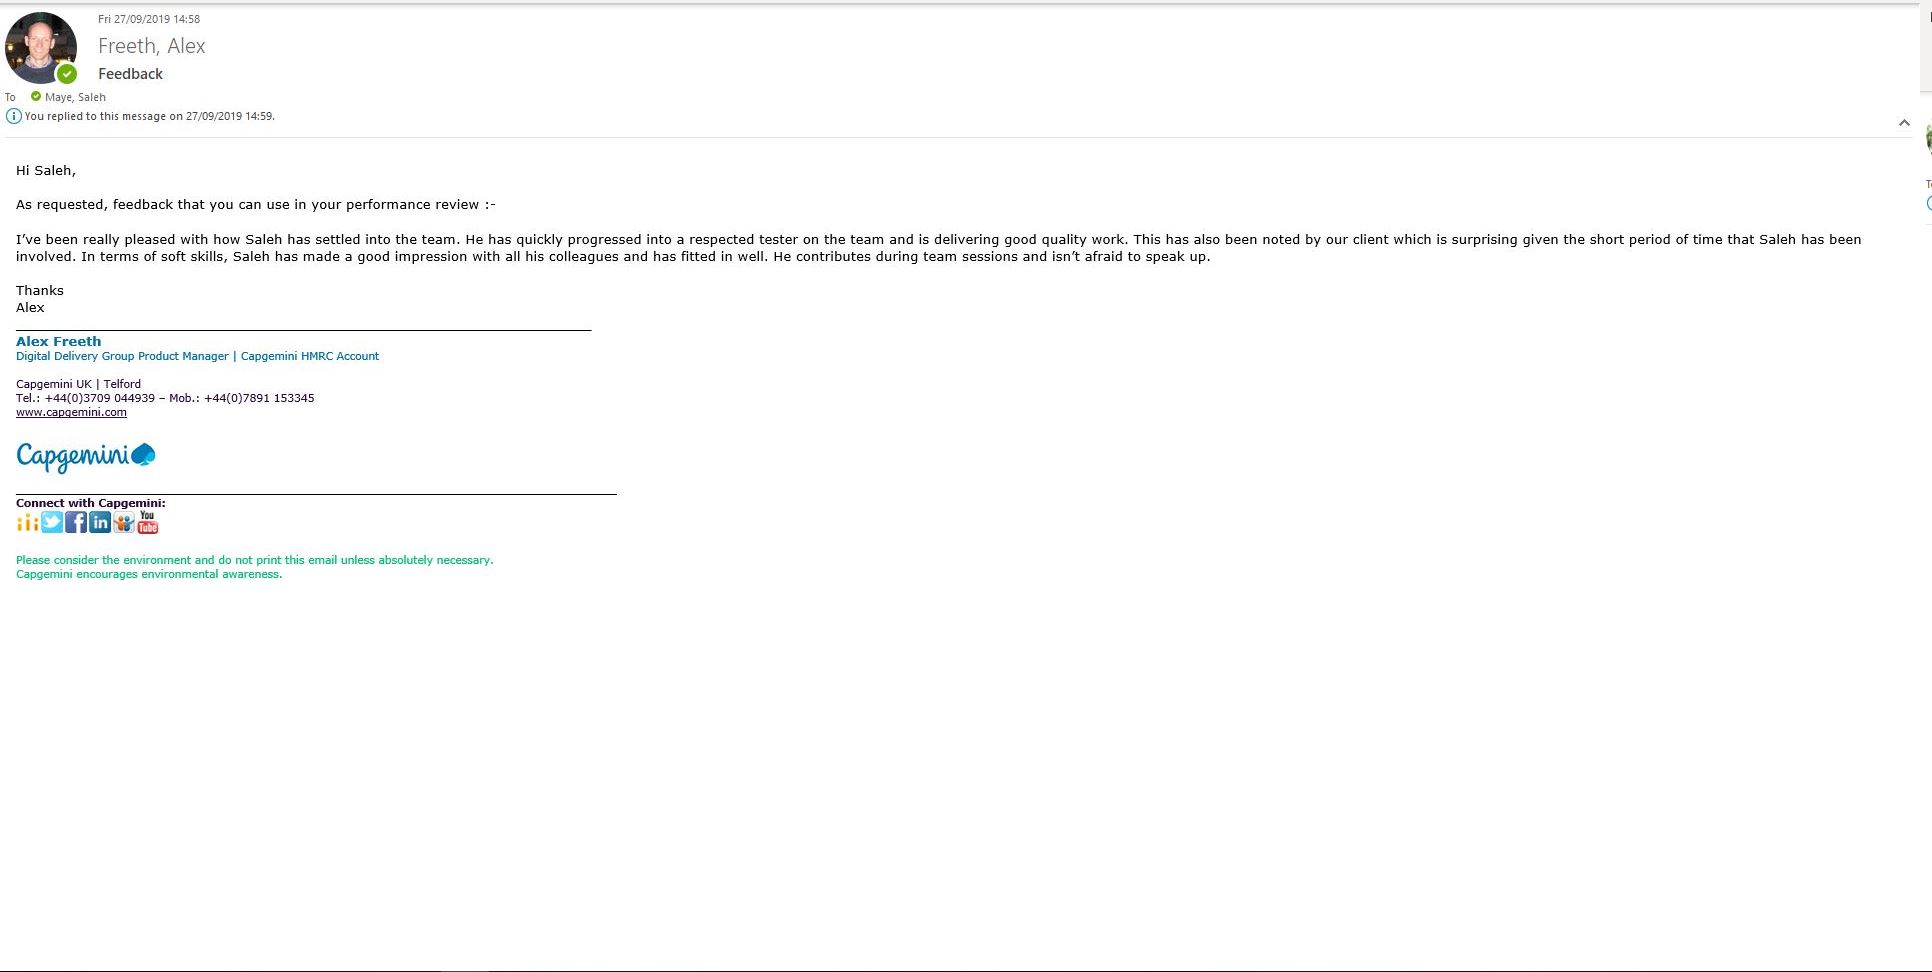 Fri 27/09/2019 14:58
Freeth, Alex
Feedback
To Maye, Saleh
You replied to this message on 27/09/2019 14:59.
Hi Saleh,
As requested, feedback that you can use in your performance review :-
I’ve been really pleased with how Saleh has settled into the team. He has quickly progressed into a respected tester on the team and is delivering good quality work. This has also been noted by our client which is surprising given the short period of time that Saleh has been
involved. In terms of soft skills, Saleh has made a good impression with all his colleagues and has fitted in well. He contributes during team sessions and isn’t afraid to speak up.
Thanks
Alex
Alex Freeth
Digital Delivery Group Product Manager | Capgemini HMRC Account
Capgemini UK | Telford
Tel.: +44(0)3709 044939 – Mob.: +44(0)7891 153345
www.capgemini.com
Capgemini
Connect with Capgemini:
in You Tube
Please consider the environment and do not print this email unless absolutely necessary.
Capgemini encourages environmental awareness.